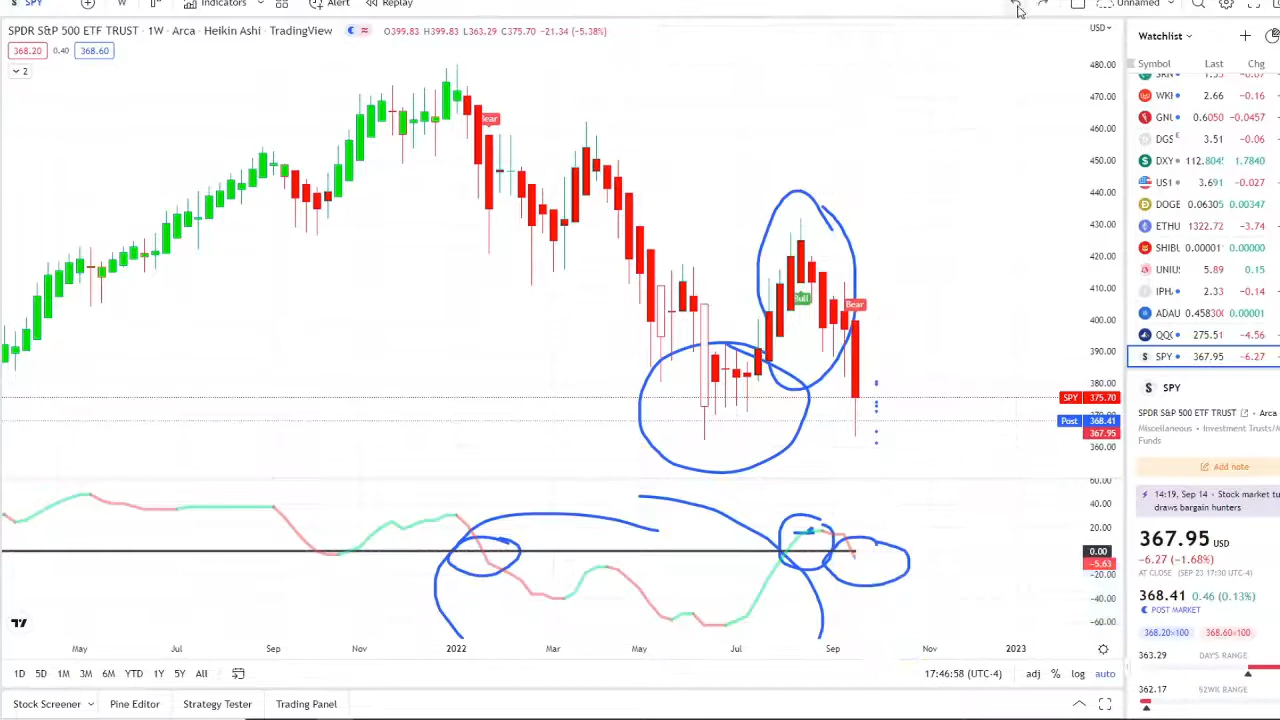 SPY W Indicators Alert Replay Unnamed
SPDR S&P 500 ETF TRUST · 1W · Arca · Heikin Ashi · TradingView O399.83 H399.83 L363.29 C375.70 -21.34 (-5.38%)
368.20 0.40 368.60
2
USD
480.00
470.00
460.00
450.00
440.00
430.00
420.00
410.00
400.00
390.00
380.00
360.00
Bull
Bear
SPY 375.70
Post 368.41
367.95
60.00
40.00
20.00
0.00
-5.63
-20.00
-40.00
-60.00
May Jul Sep Nov 2022 Mar May Jul Sep Nov 2023
1D 5D 1M 3M 6M YTD 1Y 5Y All
17:46:58 (UTC-4) adj % log auto
Stock Screener Pine Editor Strategy Tester Trading Panel
Watchlist
Symbol Last Chg
WKI 2.66 -0.16
GNL 0.6050 -0.0457
DGS E 3.51 -0.06
DXY 112.804 1.7840
US1 3.691 -0.027
DOGE 0.06305 0.00347
ETHU 1322.72 -3.74
SHIBU 0.00001 0.00000
UNIUS 5.89 0.15
IPH 2.33 -0.14
ADAU 0.45830 0.00001
QQQ 275.51 -4.56
SPY 367.95 -6.27
SPY
SPDR S&P 500 ETF TRUST · Arca
Miscellaneous · Investment Trusts/M
Funds
Add note
14:19, Sep 14 · Stock market tu
draws bargain hunters
367.95 USD
-6.27 (-1.68%)
AT CLOSE (SEP 23 17:30 UTC-4)
368.41 0.46 (0.13%)
POST MARKET
368.20×100 368.60×100
363.29 DAY'S RANGE
362.17 52WK RANGE